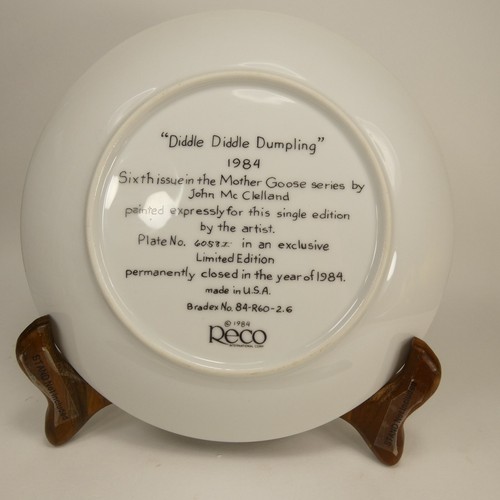 "Diddle Diddle Dumpling"
1984
Sixth issue in the Mother Goose series by
John Mc Clelland
painted expressly for this single edition
by the artist.
Plate No. in an exclusive
Limited Edition
permanently closed in the year of 1984.
made in U.S.A.
Bradex No. 84-R60-2.6
© 1984
Reco